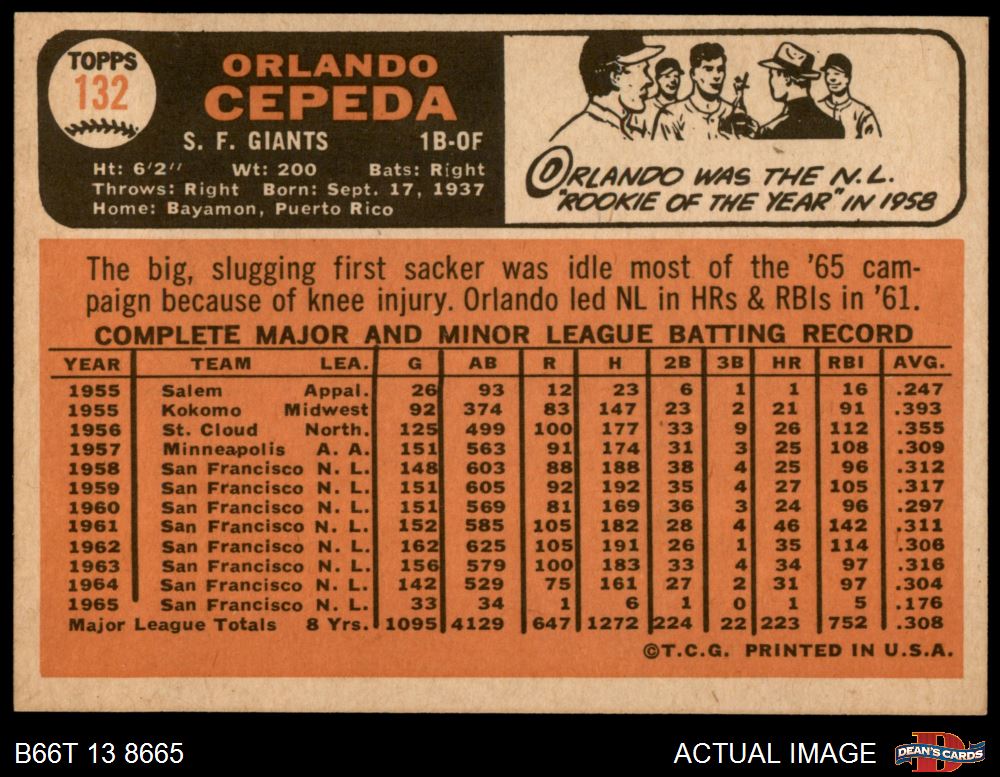 TOPPS
132
ORLANDO
CEPEDA
S. F. GIANTS 1B-OF
Ht: 6'2" Wt: 200 Bats: Right
Throws: Right Born: Sept. 17, 1937
Home: Bayamon, Puerto Rico
ORLANDO WAS THE N.L.
"ROOKIE OF THE YEAR" IN 1958
The big, slugging first sacker was idle most of the '65 cam-
paign because of knee injury. Orlando led NL in HRs & RBIs in '61.
COMPLETE MAJOR AND MINOR LEAGUE BATTING RECORD
YEAR TEAM LEA. G AB R H 2B 3B HR RBI AVG.
1955 Salem Appal. 26 93 12 23 6 1 1 16 .247
1955 Kokomo Midwest 92 374 83 147 23 2 21 91 .393
1956 St. Cloud North. 125 499 100 177 33 9 26 112 .355
1957 Minneapolis A. A. 151 563 91 174 31 3 25 108 .309
1958 San Francisco N. L. 148 603 88 188 38 4 25 96 .312
1959 San Francisco N. L. 151 605 92 192 35 4 27 105 .317
1960 San Francisco N. L. 151 569 81 169 36 3 24 96 .297
1961 San Francisco N. L. 152 585 105 182 28 4 46 142 .311
1962 San Francisco N. L. 162 625 105 191 26 1 35 114 .306
1963 San Francisco N. L. 156 579 100 183 33 4 34 97 .316
1964 San Francisco N. L. 142 529 75 161 27 2 31 97 .304
1965 San Francisco N. L. 33 34 1 6 1 0 1 5 .176
Major League Totals 8 Yrs. 1095 4129 647 1272 224 22 223 752 .308
©T.C.G. PRINTED IN U.S.A.
B66T 13 8665 ACTUAL IMAGE DEAN'S CARDS